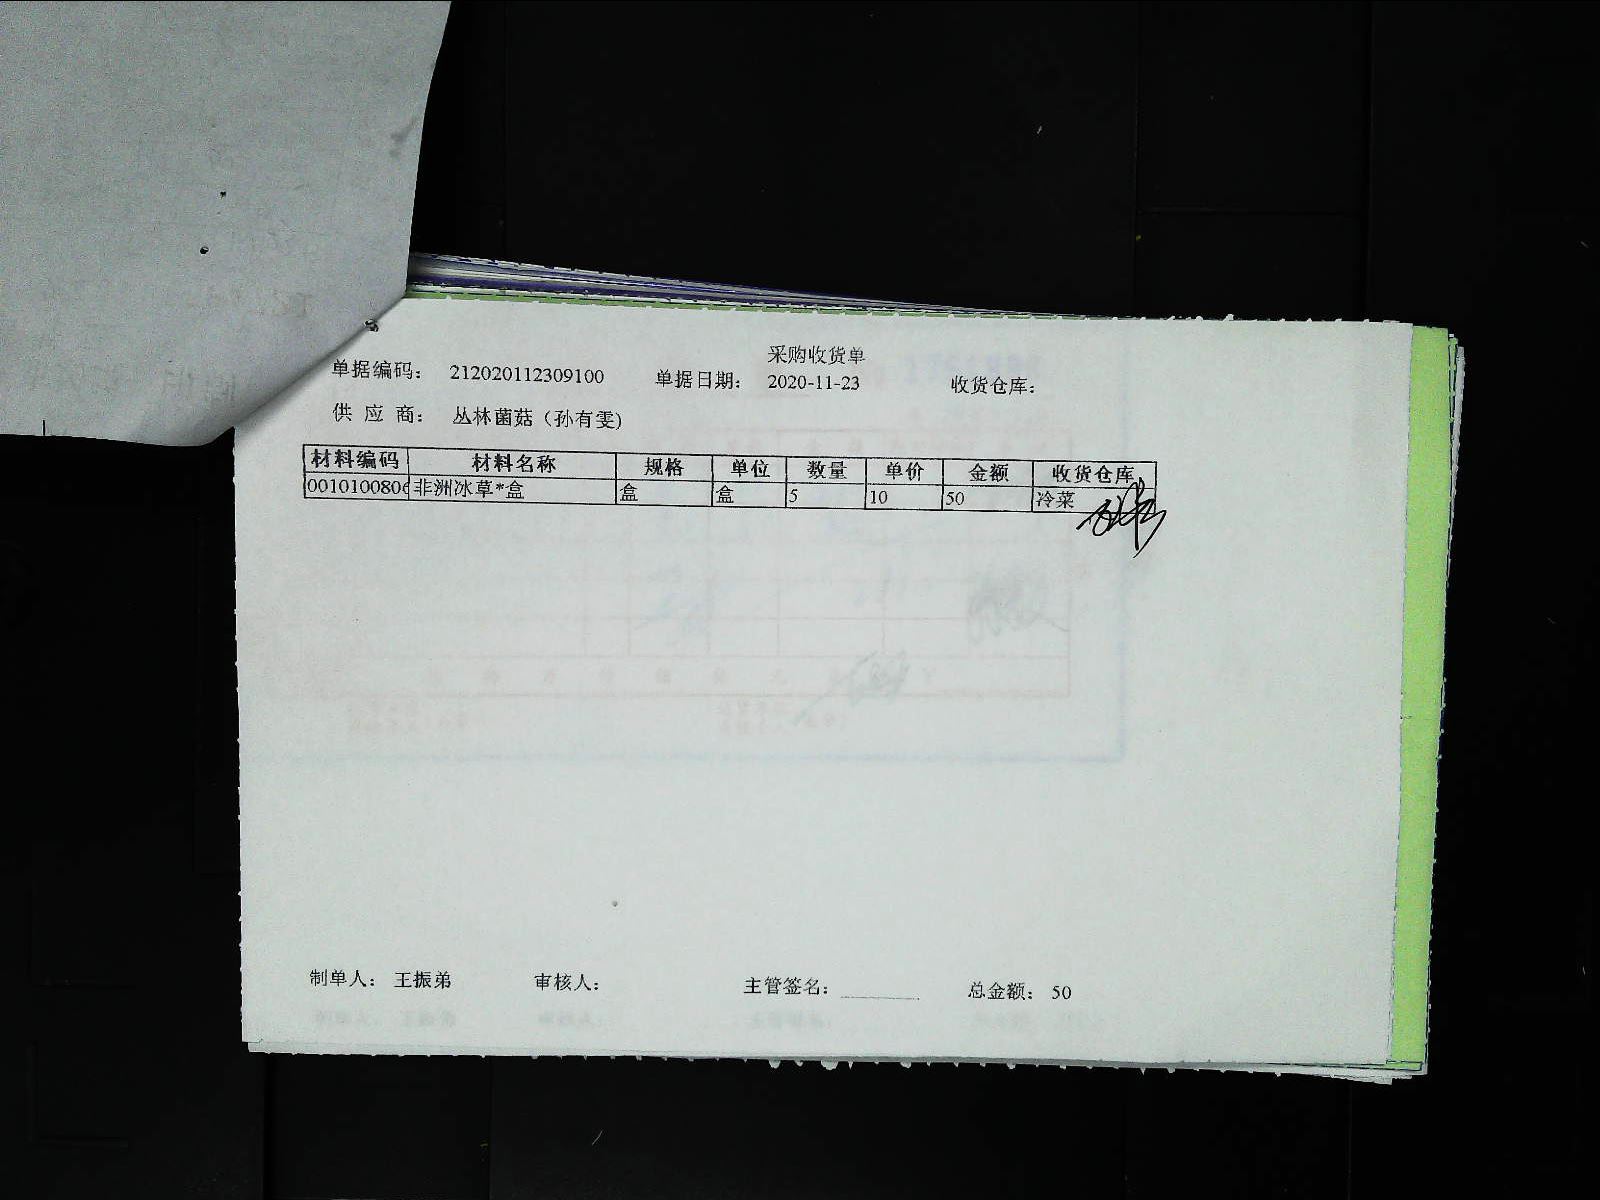 采购收货单
单据编码： 212020112309100 单据日期： 2020-11-23 收货仓库：
供 应 商： 丛林菌菇（孙有雯）
材料编码 材料名称 规格 单位 数量 单价 金额 收货仓库
0010100806 非洲冰草*盒 盒 盒 5 10 50 冷菜
制单人： 王振弟 审核人： 主管签名： 总金额： 50